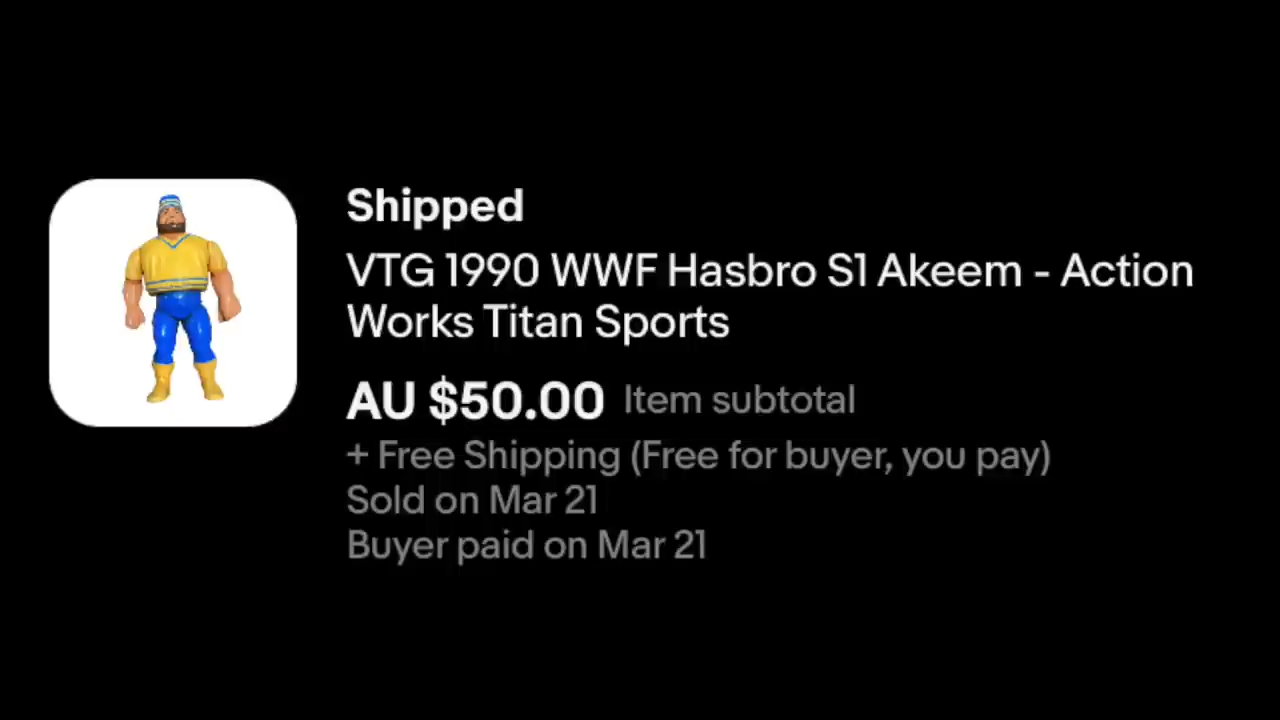 Shipped
VTG 1990 WWF Hasbro S1 Akeem - Action
Works Titan Sports
AU $50.00 Item subtotal
+ Free Shipping (Free for buyer, you pay)
Sold on Mar 21
Buyer paid on Mar 21